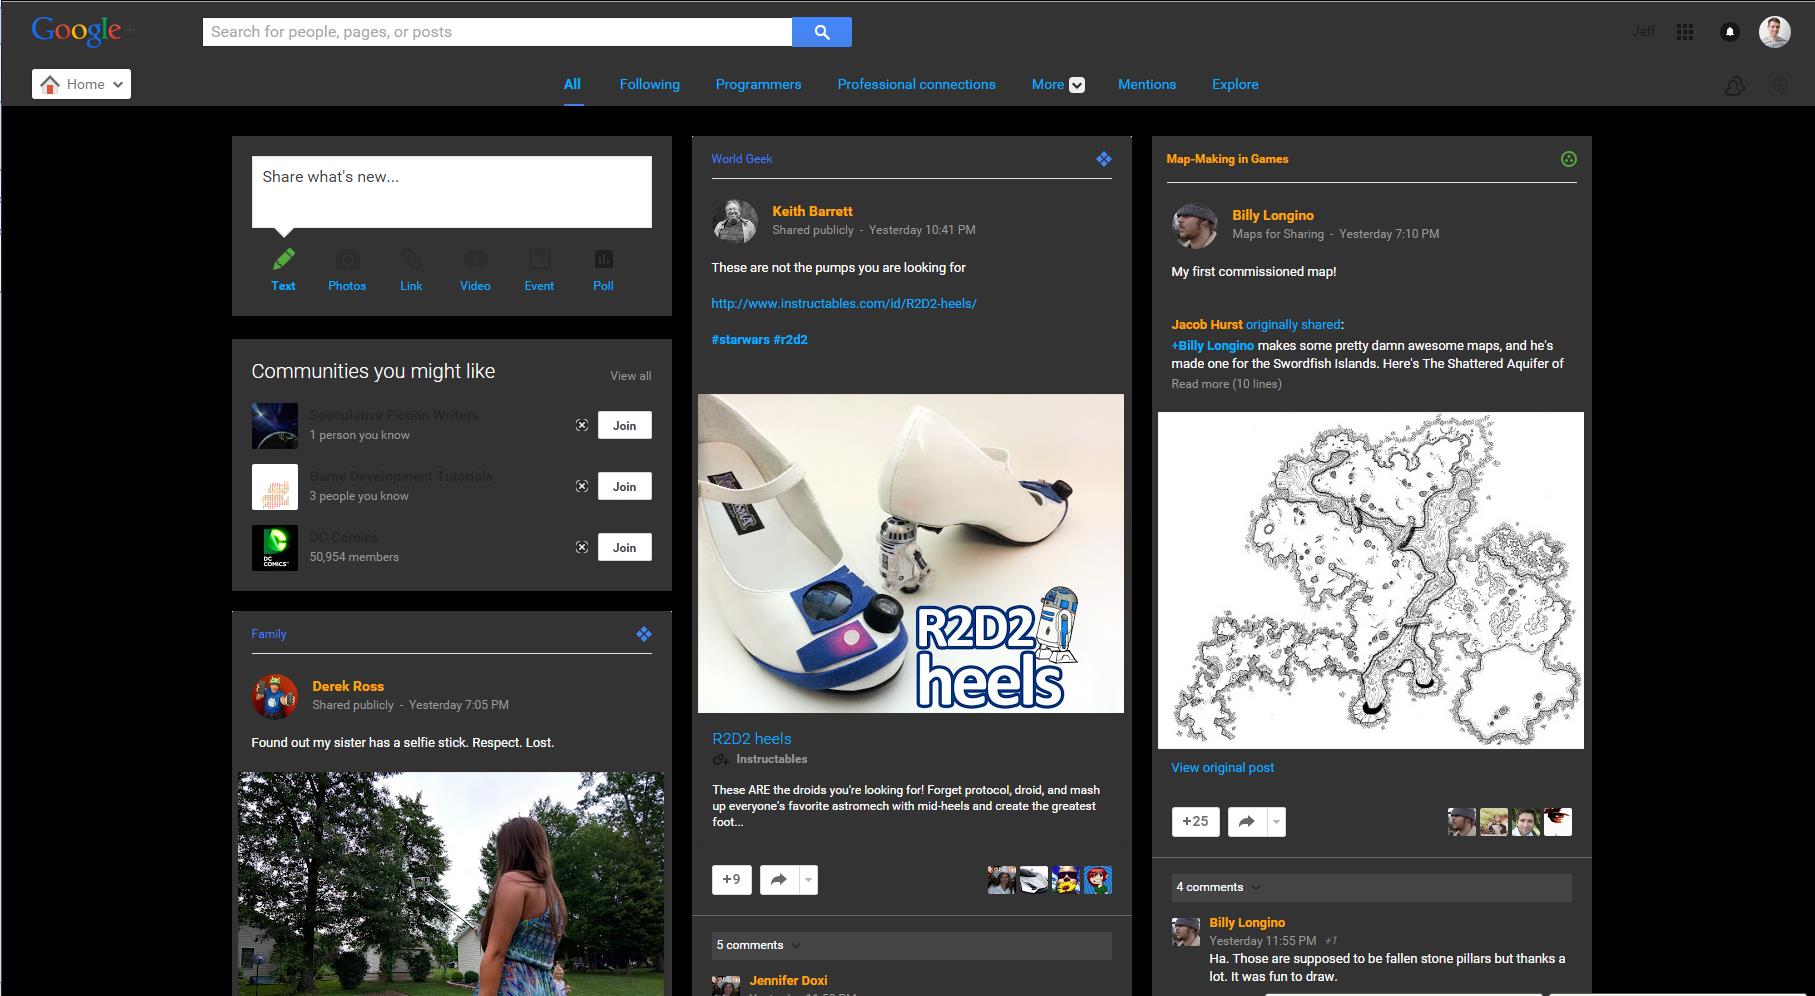 Google+
Search for people, pages, or posts
Jeff
Home
All
Following
Programmers
Professional connections
More
Mentions
Explore
Share what's new...
Text
Photos
Link
Video
Event
Poll
Communities you might like
View all
Speculative Fiction Writers
1 person you know
Join
Game Development Tutorials
3 people you know
Join
DC COMICS
DC Comics
50,954 members
Join
Family
Derek Ross
Shared publicly - Yesterday 7:05 PM
Found out my sister has a selfie stick. Respect. Lost.
World Geek
Keith Barrett
Shared publicly - Yesterday 10:41 PM
These are not the pumps you are looking for
http://www.instructables.com/id/R2D2-heels/
#starwars #r2d2
R2D2
heels
R2D2 heels
Instructables
These ARE the droids you're looking for! Forget protocol, droid, and mash
up everyone's favorite astromech with mid-heels and create the greatest
foot...
+9
5 comments
Jennifer Doxi
Map-Making in Games
Billy Longino
Maps for Sharing - Yesterday 7:10 PM
My first commissioned map!
Jacob Hurst originally shared:
+Billy Longino makes some pretty damn awesome maps, and he's
made one for the Swordfish Islands. Here's The Shattered Aquifer of
Read more (10 lines)
View original post
+25
4 comments
Billy Longino
Yesterday 11:55 PM +1
Ha. Those are supposed to be fallen stone pillars but thanks a
lot. It was fun to draw.